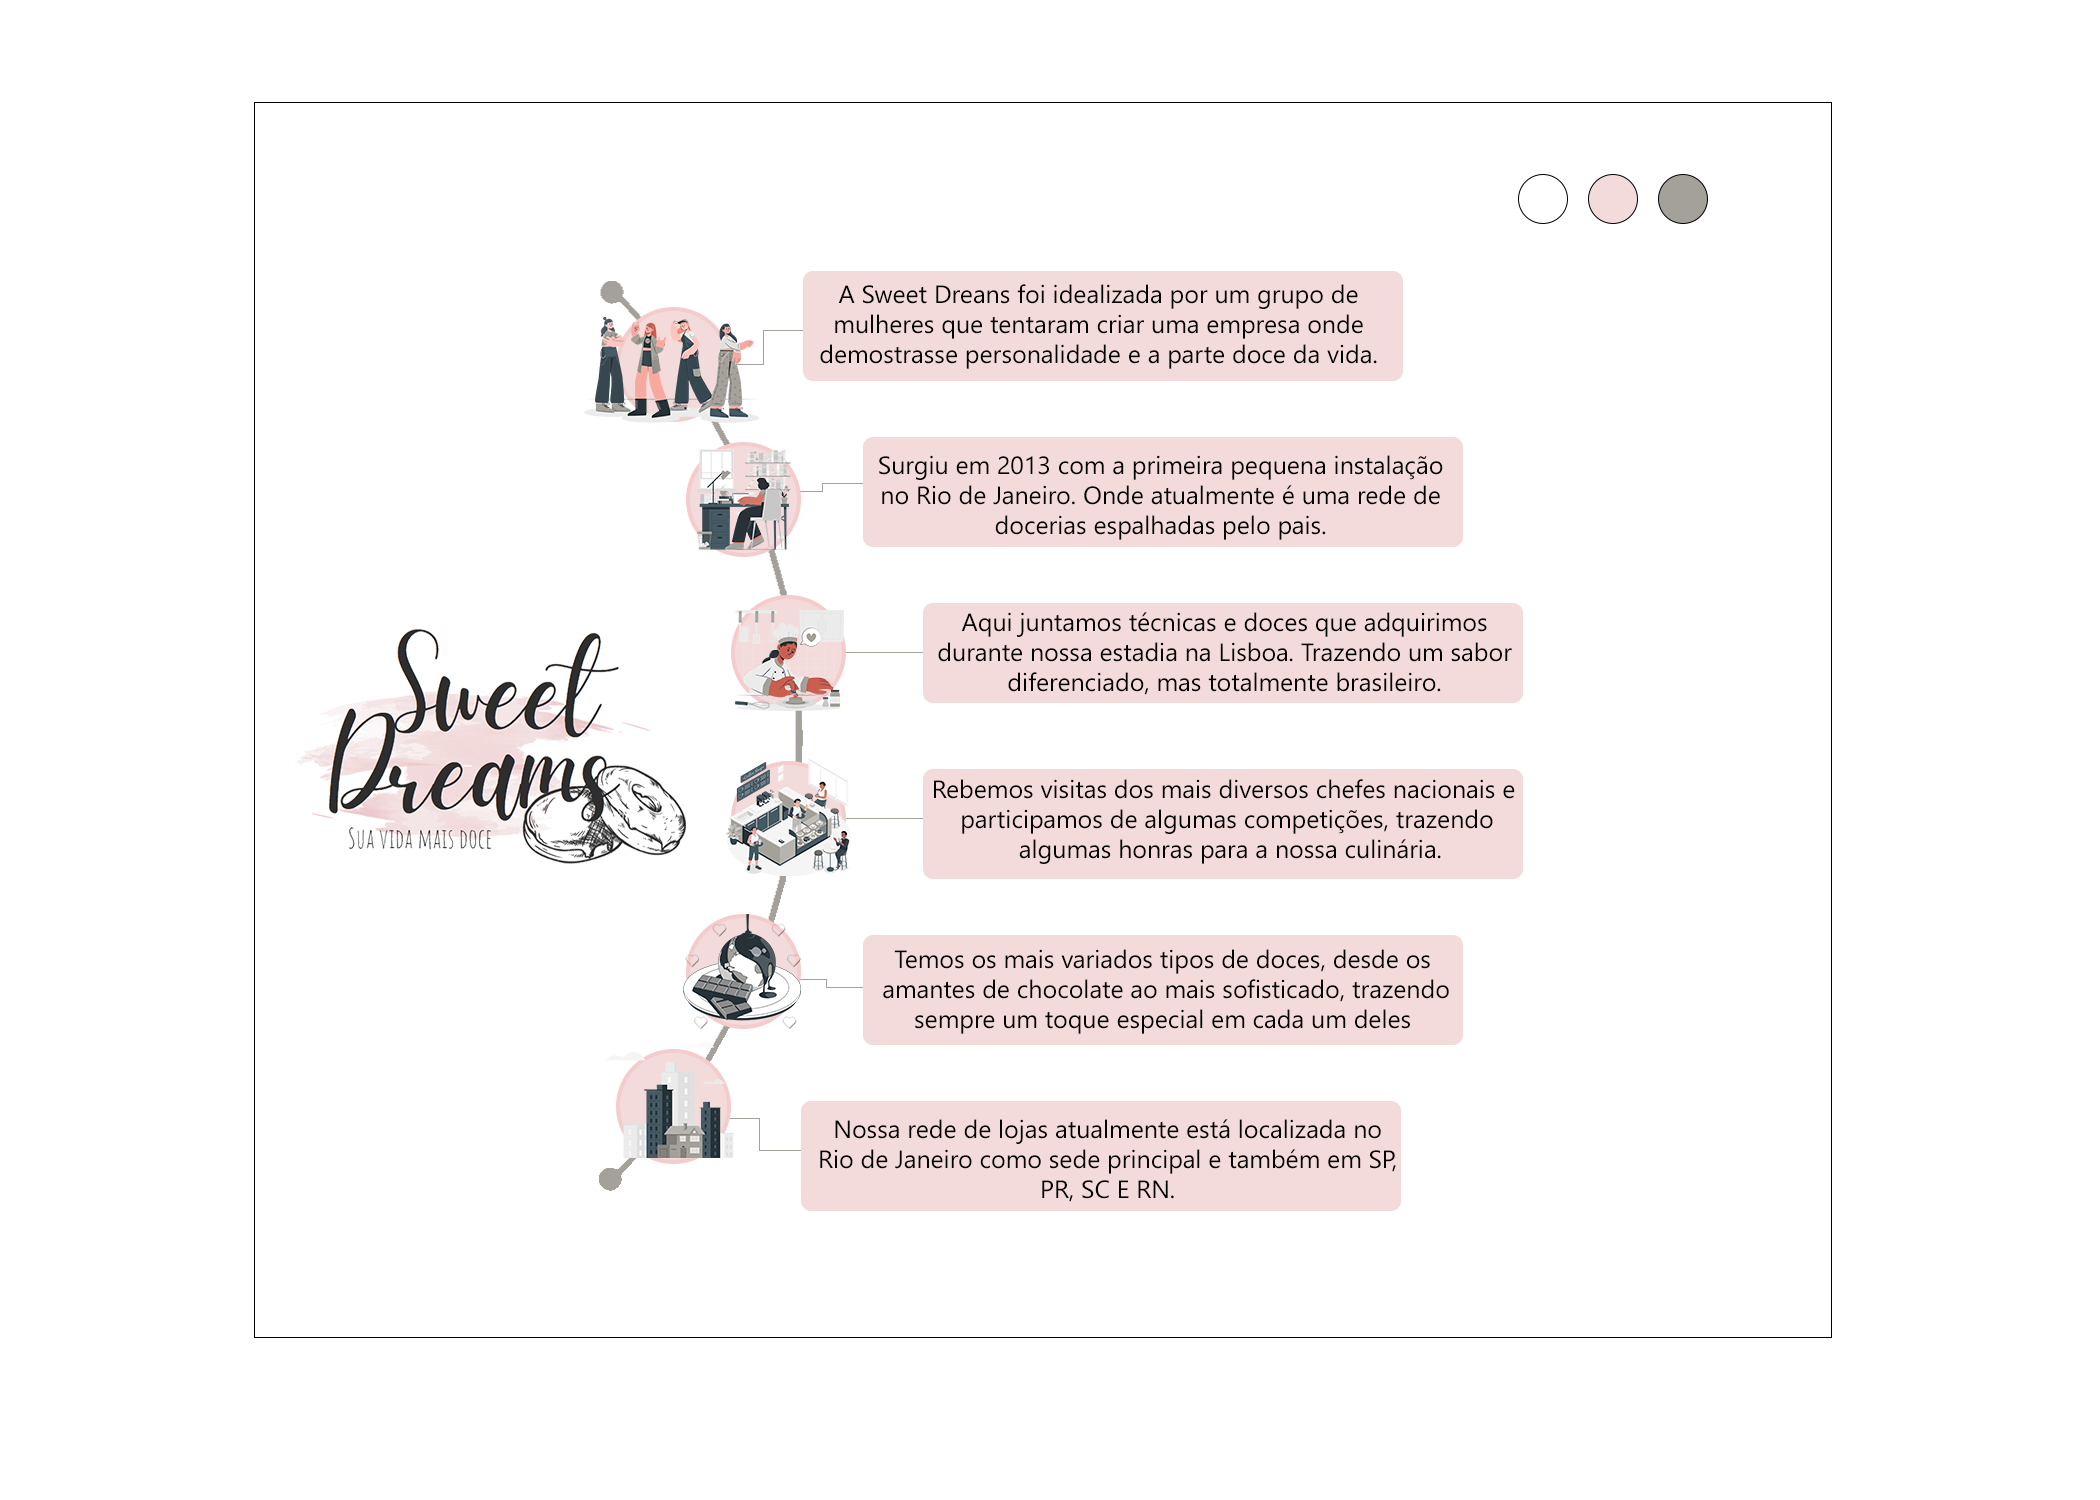 A Sweet Dreans foi idealizada por um grupo de
mulheres que tentaram criar uma empresa onde
demostrasse personalidade e a parte doce da vida.
Surgiu em 2013 com a primeira pequena instalação
no Rio de Janeiro. Onde atualmente é uma rede de
docerias espalhadas pelo pais.
Aqui juntamos técnicas e doces que adquirimos
durante nossa estadia na Lisboa. Trazendo um sabor
diferenciado, mas totalmente brasileiro.
Sweet
Dreams
Sua vida mais doce
Rebemos visitas dos mais diversos chefes nacionais e
participamos de algumas competições, trazendo
algumas honras para a nossa culinária.
Temos os mais variados tipos de doces, desde os
amantes de chocolate ao mais sofisticado, trazendo
sempre um toque especial em cada um deles
Nossa rede de lojas atualmente está localizada no
Rio de Janeiro como sede principal e também em SP,
PR, SC E RN.